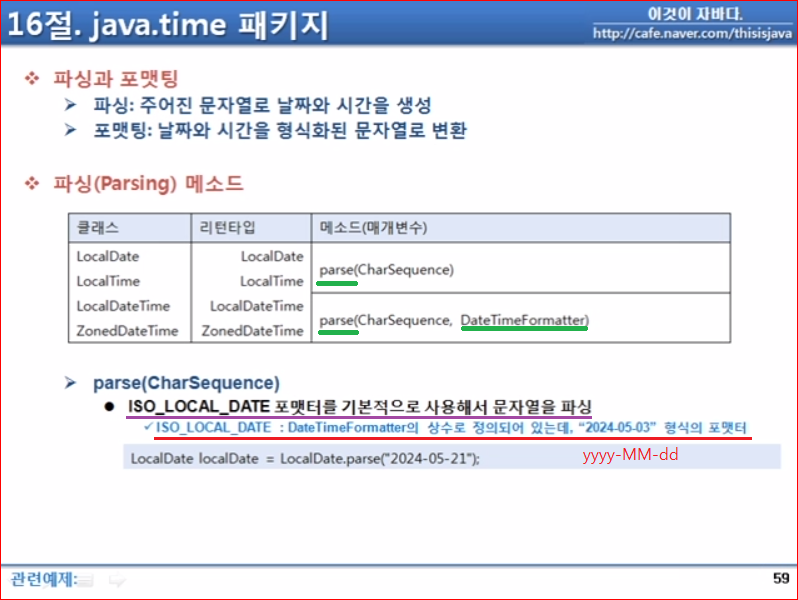 16절. java.time 패키지
이것이 자바다.
http://cafe.naver.com/thisisjava
파싱과 포맷팅
파싱: 주어진 문자열로 날짜와 시간을 생성
포맷팅: 날짜와 시간을 형식화된 문자열로 변환
파싱(Parsing) 메소드
클래스 리턴타입 메소드(매개변수)
LocalDate LocalDate
parse(CharSequence)
LocalTime LocalTime
LocalDateTime LocalDateTime
parse(CharSequence, DateTimeFormatter)
ZonedDateTime ZonedDateTime
parse(CharSequence)
ISO_LOCAL_DATE 포맷터를 기본적으로 사용해서 문자열을 파싱
ISO_LOCAL_DATE : DateTimeFormatter의 상수로 정의되어 있는데, “2024-05-03” 형식의 포맷터
LocalDate localDate = LocalDate.parse("2024-05-21");
yyyy-MM-dd
관련예제:
59